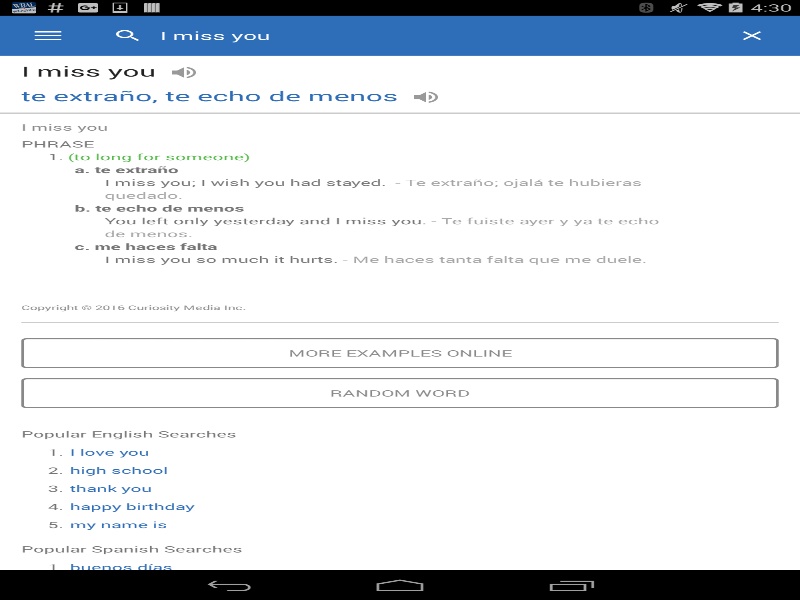 4:30
I miss you
I miss you
te extraño, te echo de menos
I miss you
PHRASE
1. (to long for someone)
a. te extraño
I miss you; I wish you had stayed. - Te extraño; ojalá te hubieras
quedado.
b. te echo de menos
You left only yesterday and I miss you. - Te fuiste ayer y ya te echo
de menos.
c. me haces falta
I miss you so much it hurts. - Me haces tanta falta que me duele.
Copyright © 2016 Curiosity Media Inc.
MORE EXAMPLES ONLINE
RANDOM WORD
Popular English Searches
1. I love you
2. high school
3. thank you
4. happy birthday
5. my name is
Popular Spanish Searches
1. buenos días